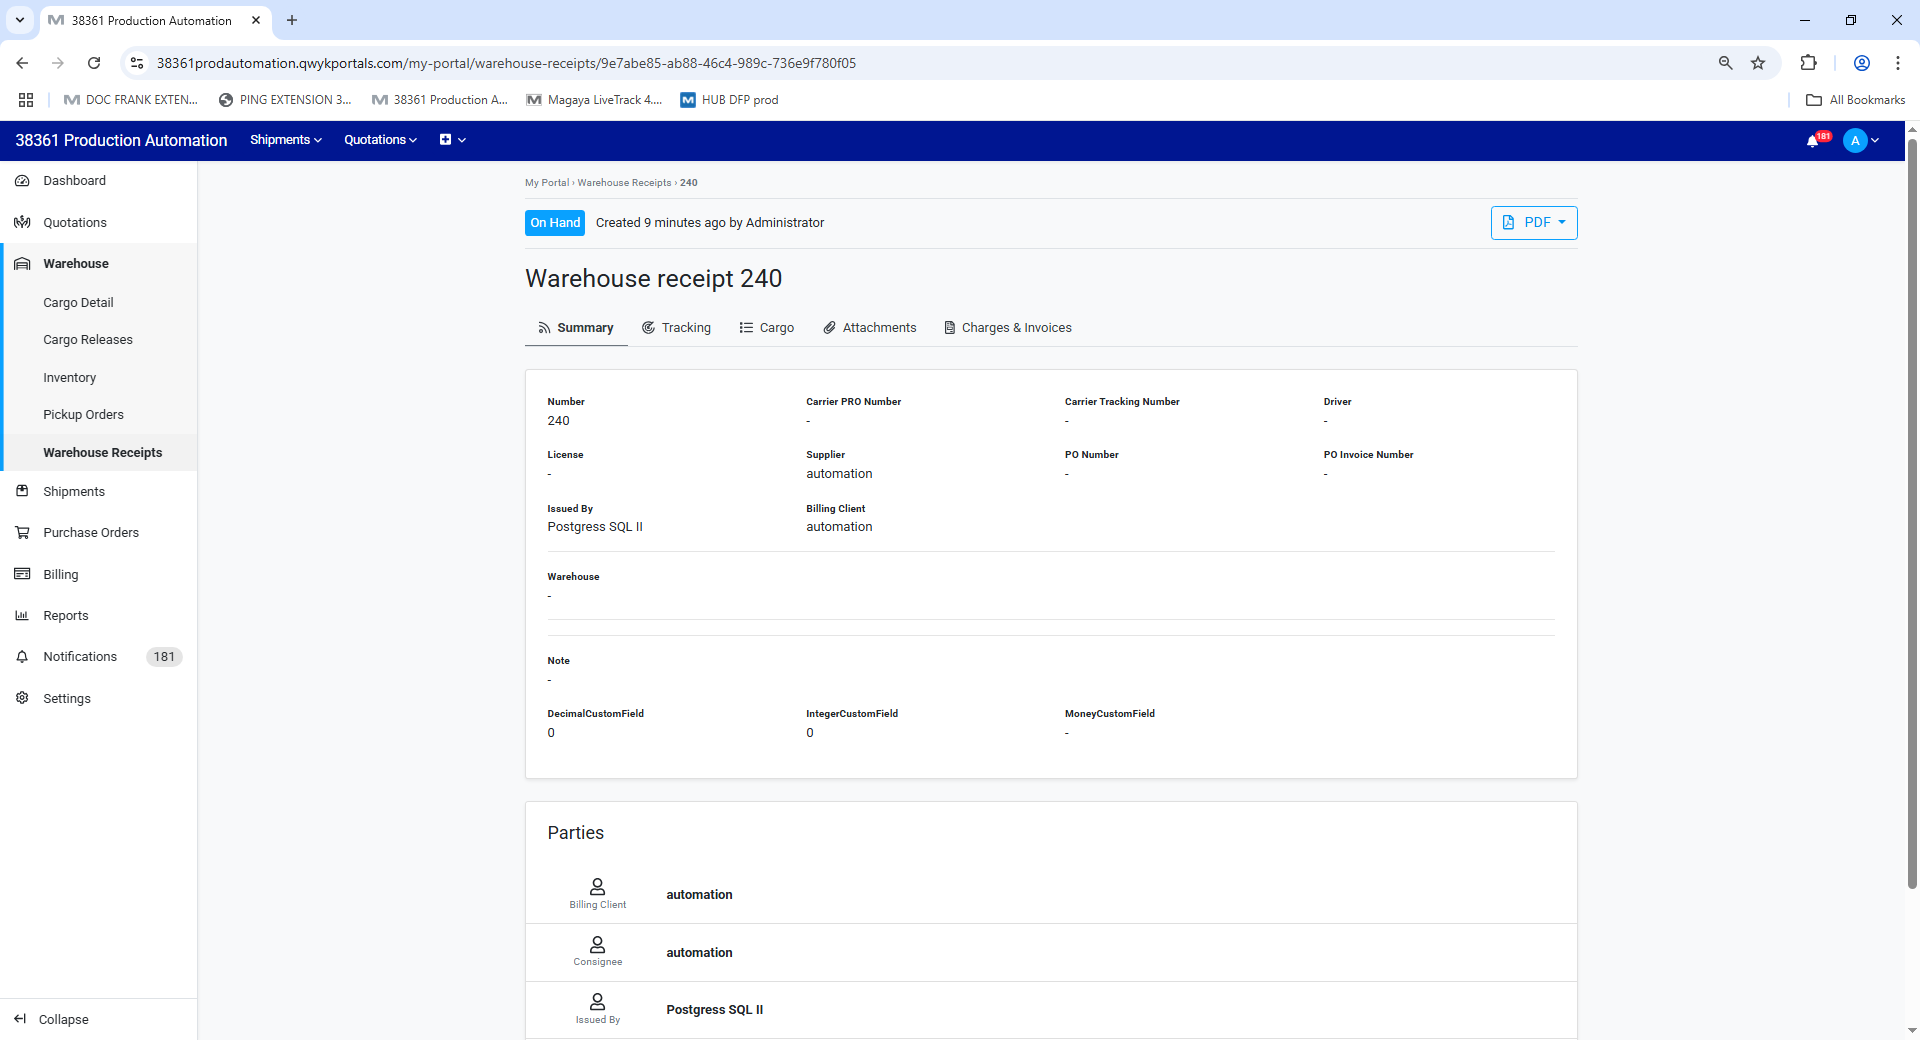 38361 Production Automation
38361prodautomation.qwykportals.com/my-portal/warehouse-receipts/9e7abe85-ab88-46c4-989c-736e9f780f05
DOC FRANK EXTEN... PING EXTENSION 3... 38361 Production A... Magaya LiveTrack 4.... HUB DFP prod All Bookmarks
38361 Production Automation Shipments Quotations 181 A
Dashboard
Quotations
Warehouse
Cargo Detail
Cargo Releases
Inventory
Pickup Orders
Warehouse Receipts
Shipments
Purchase Orders
Billing
Reports
Notifications 181
Settings
Collapse
My Portal › Warehouse Receipts › 240
On Hand Created 9 minutes ago by Administrator PDF
Warehouse receipt 240
Summary Tracking Cargo Attachments Charges & Invoices
Number Carrier PRO Number Carrier Tracking Number Driver
240 - - -
License Supplier PO Number PO Invoice Number
- automation - -
Issued By Billing Client
Postgress SQL II automation
Warehouse
-
Note
-
DecimalCustomField IntegerCustomField MoneyCustomField
0 0 -
Parties
Billing Client automation
Consignee automation
Issued By Postgress SQL II